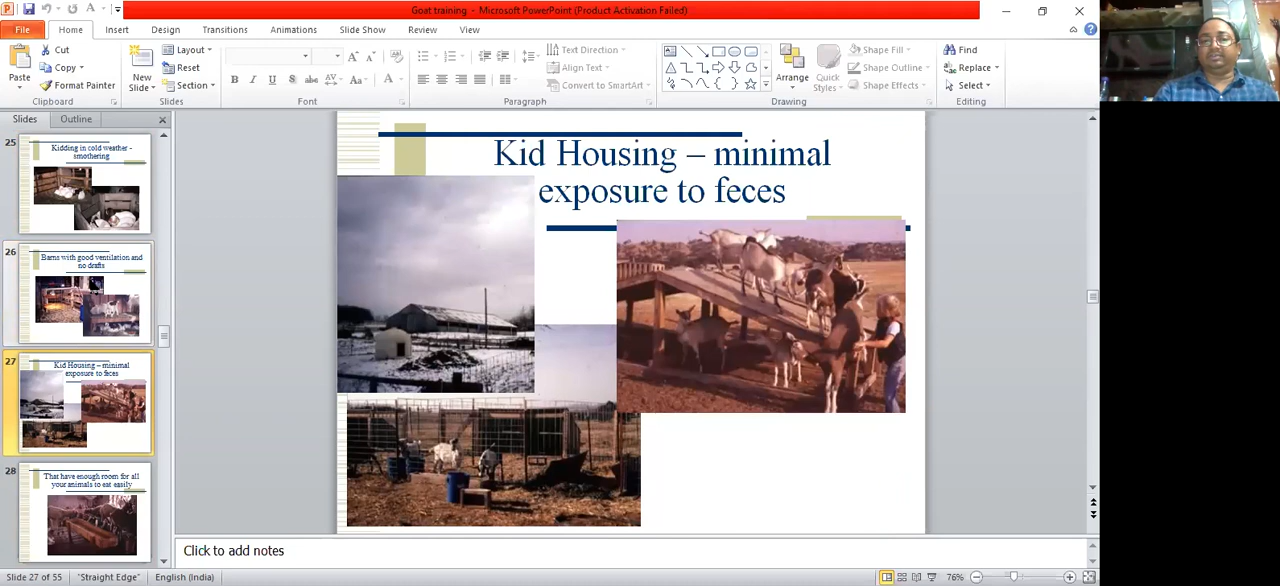 Goat training - Microsoft PowerPoint (Product Activation Failed)
File
Home
Insert
Design
Transitions
Animations
Slide Show
Review
View
Paste
Cut
Copy
Format Painter
Clipboard
New
Slide
Layout
Reset
Section
Slides
B I U S abc AV Aa A
Font
Text Direction
Align Text
Convert to SmartArt
Paragraph
Arrange
Quick
Styles
Shape Fill
Shape Outline
Shape Effects
Drawing
Find
Replace
Select
Editing
Slides
Outline
25
Kidding in cold weather -
smothering
26
Barns with good ventilation and
no drafts
27
Kid Housing – minimal
exposure to feces
28
That have enough room for all
your animals to eat easily
Kid Housing – minimal
exposure to feces
Click to add notes
Slide 27 of 55
"Straight Edge"
English (India)
76%